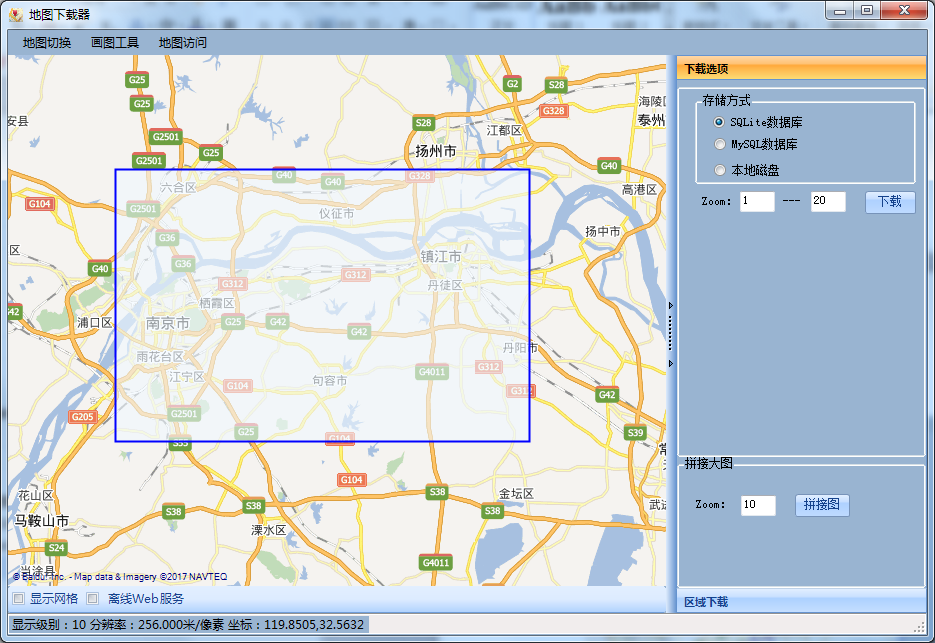 地图下载器
地图切换 画图工具 地图访问
G25
G2
S28
G25
G328
海陵区
安县
泰州
S28
江都区
G2501
扬州市
G2501
G25
G40
G40
G40
G328
六合区
高港区
G104
G2501
仪征市
区
G36
扬中市
镇江市
G40
G36
G312
G312
丹徒区
栖霞区
G42
浦口区
南京市
G25
G42
G42
丹阳市
雨花台区
江宁区
句容市
G4011
G312
G104
G312
G42
G205
G2501
G25
S39
S55
G104
G104
花山区
S38
金坛区
马鞍山市
S38
S38
S38
武进
溧水区
S24
G4011
当涂县
© Baidu, Inc. - Map data & Imagery ©2017 NAVTEQ
显示网格 离线Web服务
显示级别：10 分辨率：256.000米/像素 坐标：119.8505,32.5632
下载选项
存储方式
SQLite数据库
MySQL数据库
本地磁盘
Zoom: 1 --- 20 下载
拼接大图
Zoom: 10 拼接图
区域下载